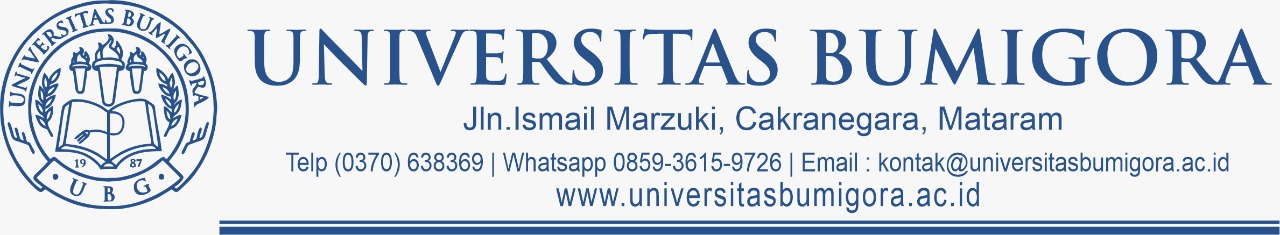 UNIVERSITAS BUMIGORA
19 87
U B G
UNIVERSITAS BUMIGORA
Jln.Ismail Marzuki, Cakranegara, Mataram
Telp (0370) 638369 | Whatsapp 0859-3615-9726 | Email : kontak@universitasbumigora.ac.id
www.universitasbumigora.ac.id